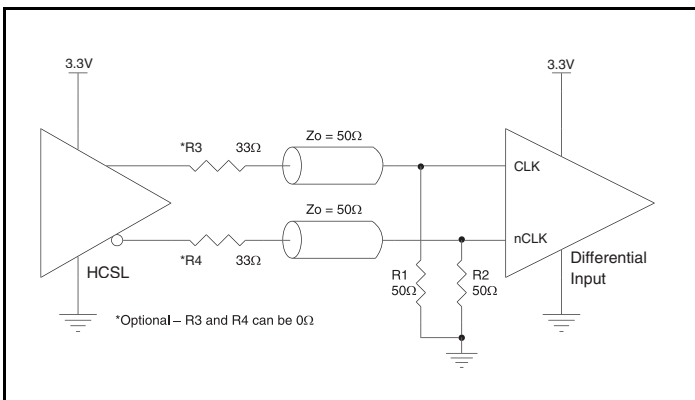 3.3V
3.3V
*R3 33Ω
Zo = 50Ω
CLK
Zo = 50Ω
nCLK
*R4 33Ω
HCSL
R1
50Ω
R2
50Ω
Differential
Input
*Optional – R3 and R4 can be 0Ω